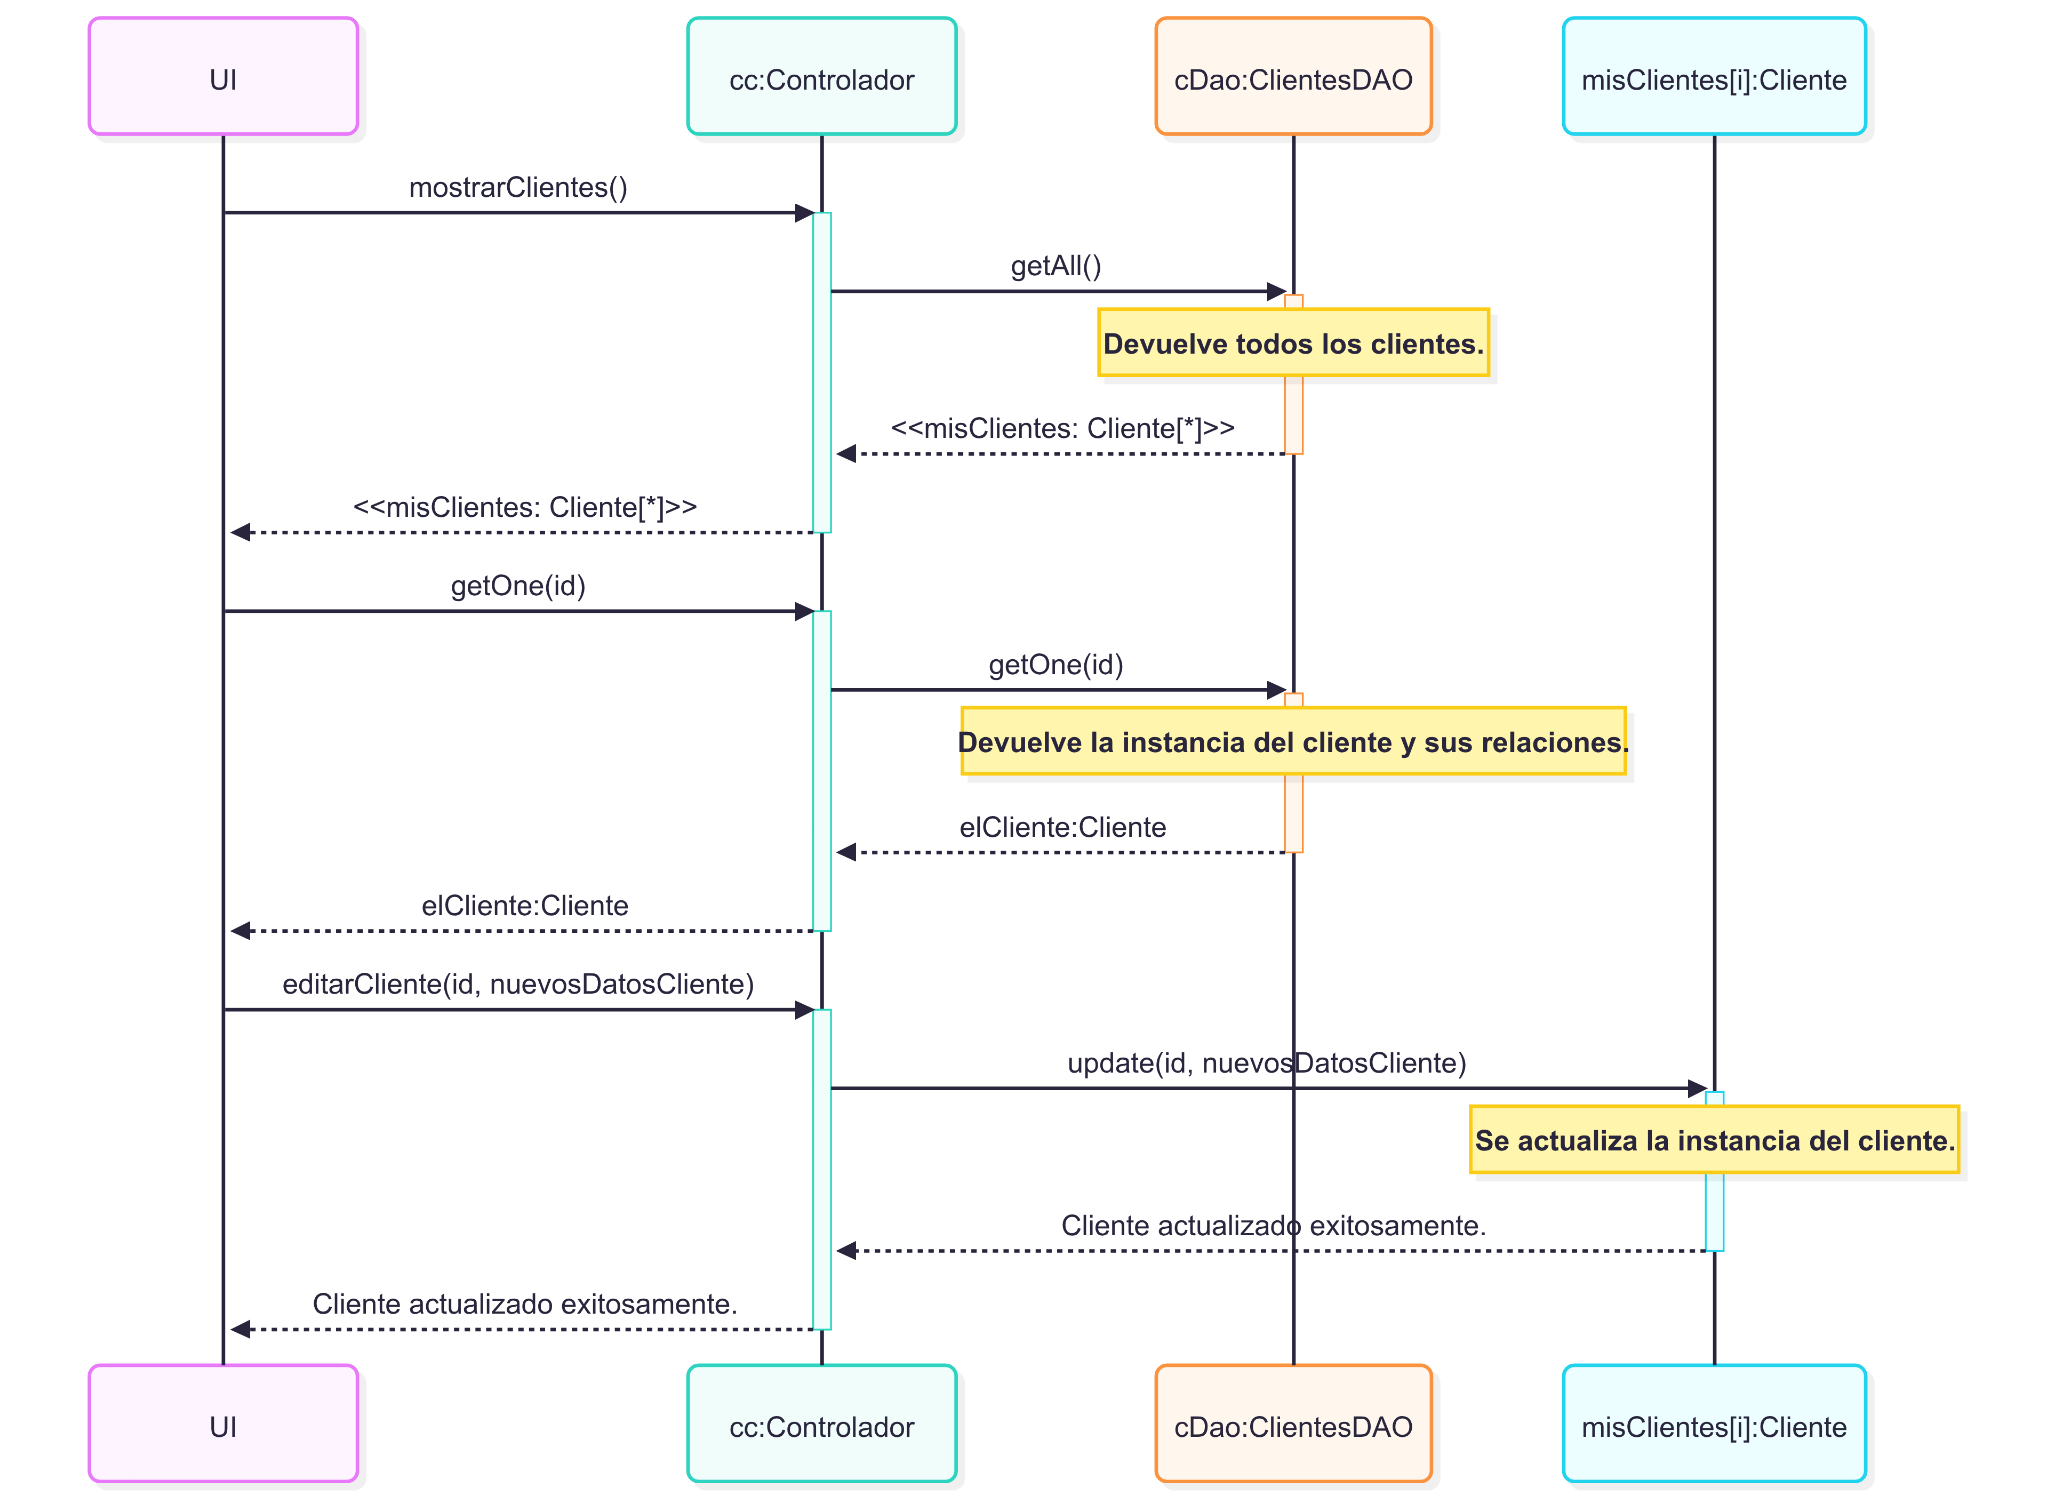 UI
cc:Controlador
cDao:ClientesDAO
misClientes[i]:Cliente
mostrarClientes()
getAll()
Devuelve todos los clientes.
<<misClientes: Cliente[*]>>
<<misClientes: Cliente[*]>>
getOne(id)
getOne(id)
Devuelve la instancia del cliente y sus relaciones.
elCliente:Cliente
elCliente:Cliente
editarCliente(id, nuevosDatosCliente)
update(id, nuevosDatosCliente)
Se actualiza la instancia del cliente.
Cliente actualizado exitosamente.
Cliente actualizado exitosamente.
UI
cc:Controlador
cDao:ClientesDAO
misClientes[i]:Cliente